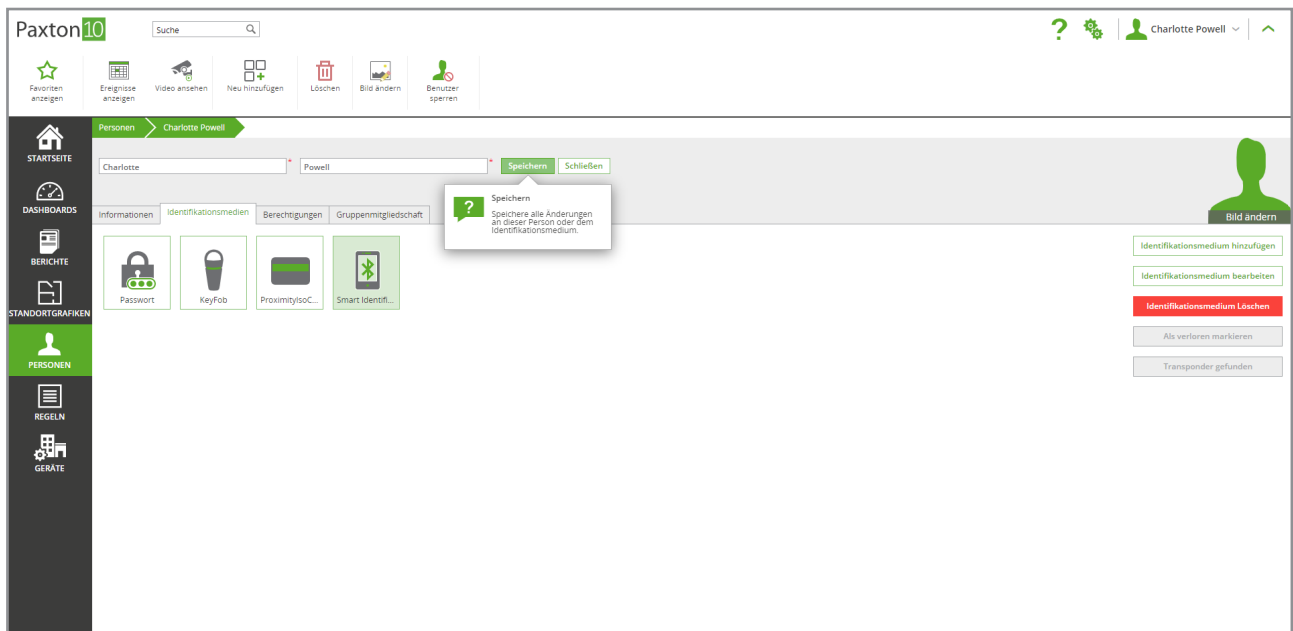 Paxton10
Suche
Charlotte Powell
Favoriten
anzeigen
Ereignisse
anzeigen
Video ansehen
Neu hinzufügen
Löschen
Bild ändern
Benutzer
sperren
STARTSEITE
DASHBOARDS
BERICHTE
STANDORTGRAFIKEN
PERSONEN
REGELN
GERÄTE
Personen
Charlotte Powell
Charlotte * Powell * Speichern Schließen
Speichern
Speichere alle Änderungen
an dieser Person oder dem
Identifikationsmedium.
Bild ändern
Informationen Identifikationsmedien Berechtigungen Gruppenmitgliedschaft
Passwort
KeyFob
ProximityIsoC...
Smart Identifi...
Identifikationsmedium hinzufügen
Identifikationsmedium bearbeiten
Identifikationsmedium Löschen
Als verloren markieren
Transponder gefunden